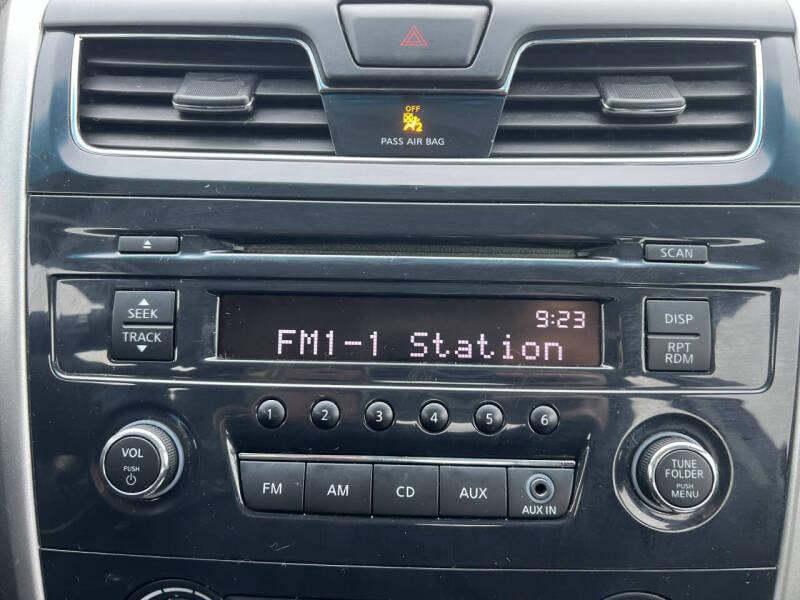 OFF
2
PASS AIR BAG
SCAN
SEEK
TRACK
9:23
FM1-1 Station
DISP
RPT
RDM
1 2 3 4 5 6
VOL
PUSH
FM AM CD AUX
AUX IN
TUNE
FOLDER
PUSH
MENU